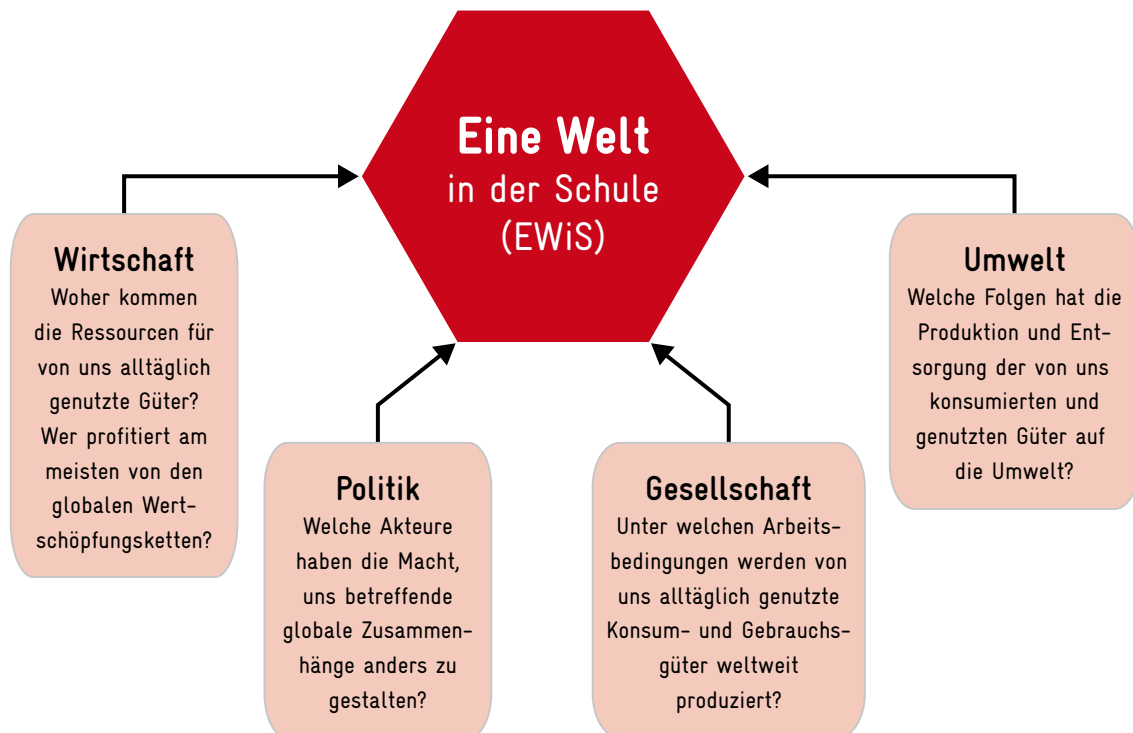 Eine Welt
in der Schule
(EWiS)
Wirtschaft
Woher kommen
die Ressourcen für
von uns alltäglich
genutzte Güter?
Wer profitiert am
meisten von den
globalen Wert-
schöpfungsketten?
Politik
Welche Akteure
haben die Macht,
uns betreffende
globale Zusammen-
hänge anders zu
gestalten?
Gesellschaft
Unter welchen Arbeits-
bedingungen werden von
uns alltäglich genutzte
Konsum- und Gebrauchs-
güter weltweit
produziert?
Umwelt
Welche Folgen hat die
Produktion und Ent-
sorgung der von uns
konsumierten und
genutzten Güter auf
die Umwelt?